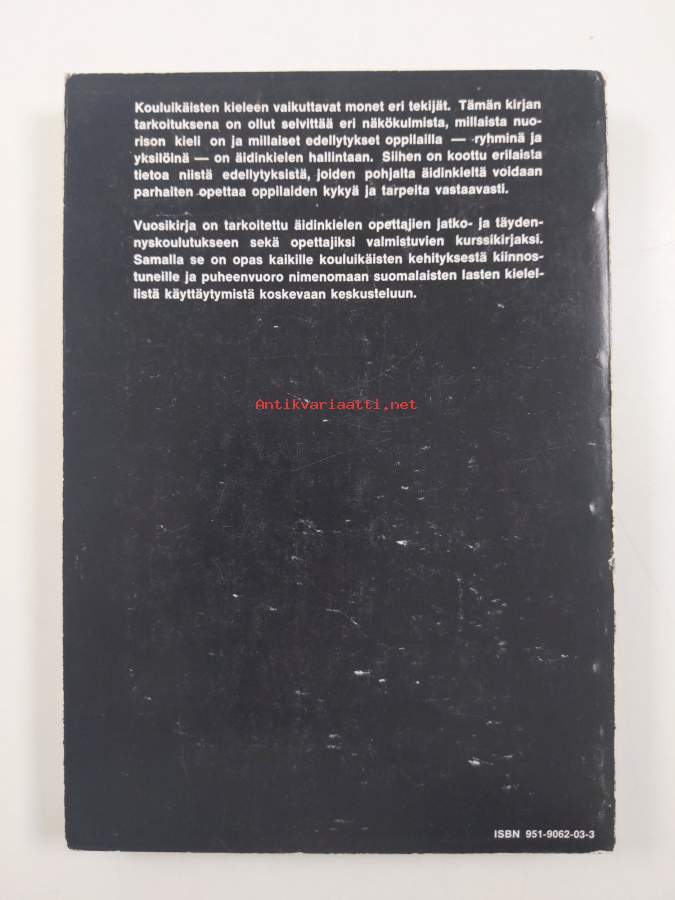 Kouluikäisten kieleen vaikuttavat monet eri tekijät. Tämän kirjan
tarkoituksena on ollut selvittää eri näkökulmista, millaista nuo-
rison kieli on ja millaiset edellytykset oppilailla — ryhminä ja
yksilöinä — on äidinkielen hallintaan. Siihen on koottu erilaista
tietoa niistä edellytyksistä, joiden pohjalta äidinkieltä voidaan
parhaiten opettaa oppilaiden kykyä ja tarpeita vastaavasti.
Vuosikirja on tarkoitettu äidinkielen opettajien jatko- ja täyden-
nyskoulutukseen sekä opettajiksi valmistuvien kurssikirjaksi.
Samalla se on opas kaikille kouluikäisten kehityksestä kiinnos-
tuneille ja puheenvuoro nimenomaan suomalaisten lasten kielel-
listä käyttäytymistä koskevaan keskusteluun.
Antikvariaatti.net
ISBN 951-9062-03-3